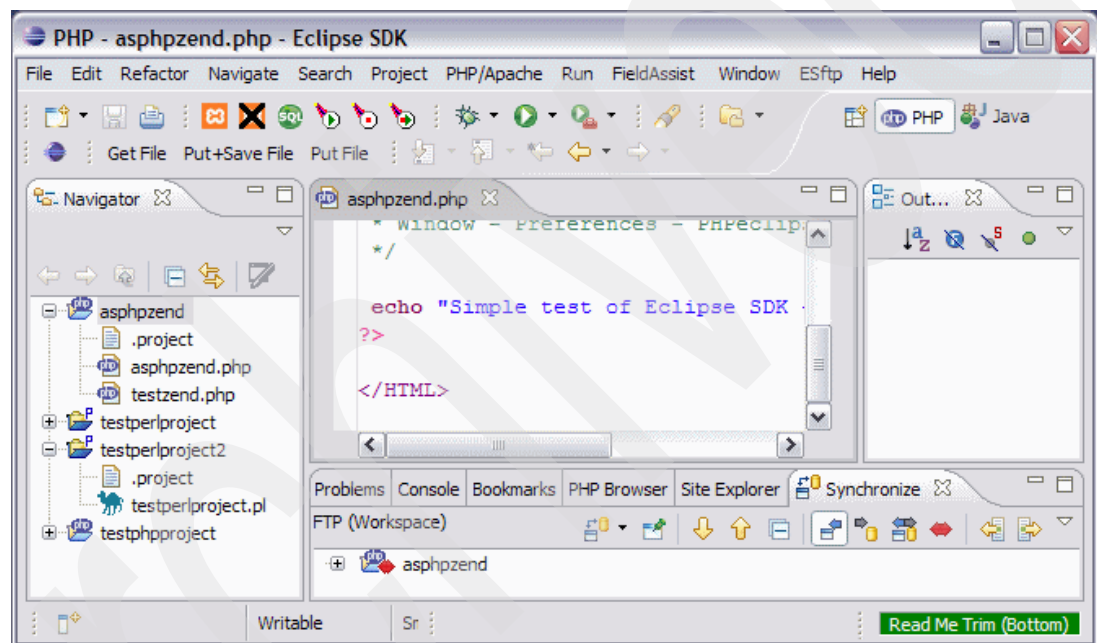 PHP - asphpzend.php - Eclipse SDK
File Edit Refactor Navigate Search Project PHP/Apache Run FieldAssist Window ESftp Help
PHP Java
Get File Put+Save File Put File
Navigator
asphpzend
.project
asphpzend.php
testzend.php
testperlproject
testperlproject2
.project
testperlproject.pl
testphpproject
asphpzend.php
* Window - Preferences - PHPeclip
*/
echo "Simple test of Eclipse SDK -
?>
</HTML>
Out...
Problems Console Bookmarks PHP Browser Site Explorer Synchronize
FTP (Workspace)
asphpzend
Writable Sr Read Me Trim (Bottom)